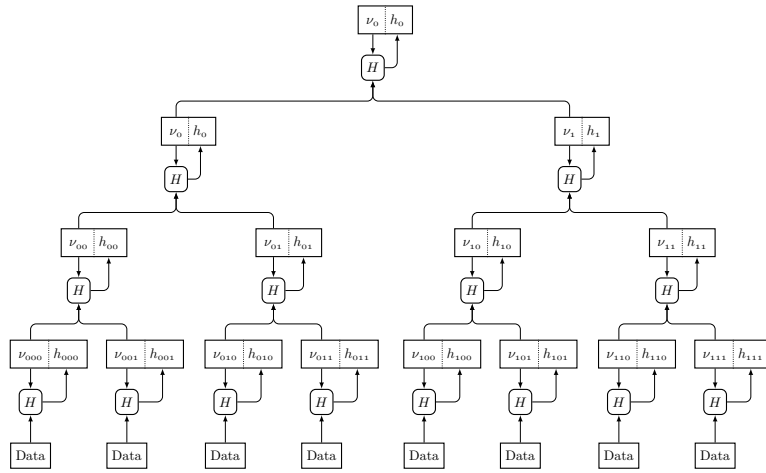 ν₀ h₀
H
ν₀ h₀ ν₁ h₁
H H
ν₀₀ h₀₀ ν₀₁ h₀₁ ν₁₀ h₁₀ ν₁₁ h₁₁
H H H H
ν₀₀₀ h₀₀₀ ν₀₀₁ h₀₀₁ ν₀₁₀ h₀₁₀ ν₀₁₁ h₀₁₁ ν₁₀₀ h₁₀₀ ν₁₀₁ h₁₀₁ ν₁₁₀ h₁₁₀ ν₁₁₁ h₁₁₁
H H H H H H H H
Data Data Data Data Data Data Data Data